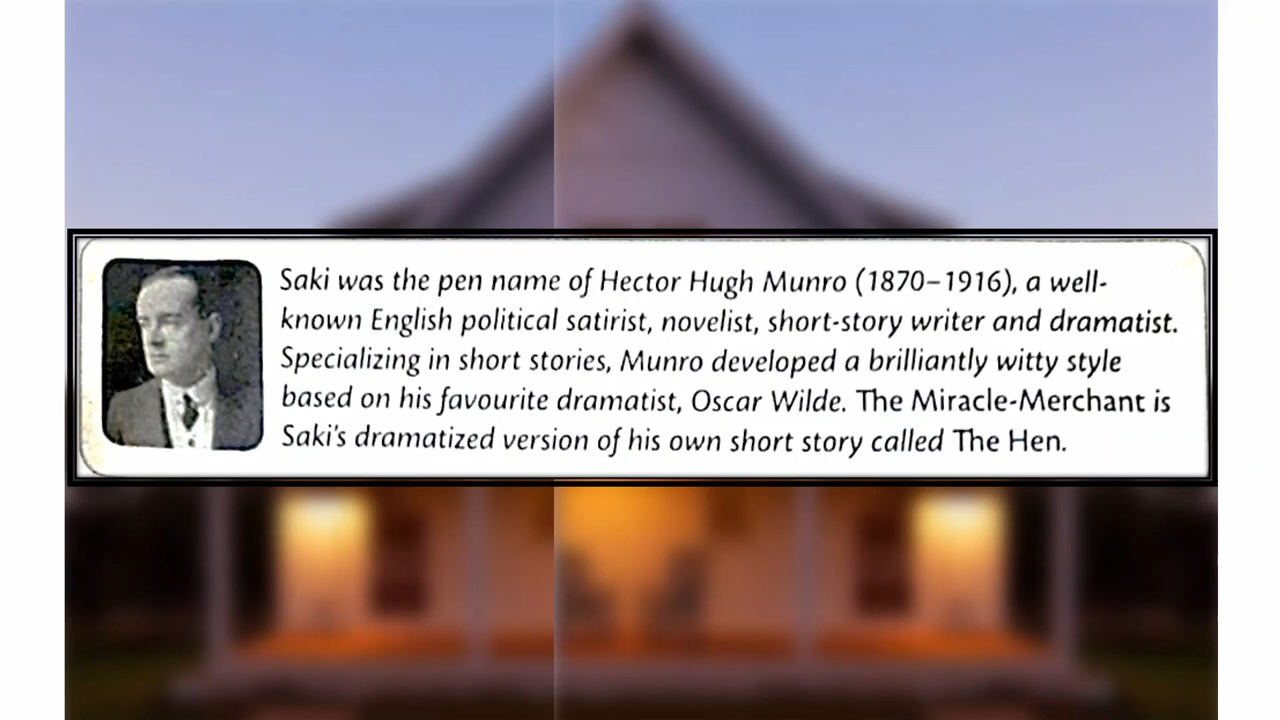 Saki was the pen name of Hector Hugh Munro (1870–1916), a well-
known English political satirist, novelist, short-story writer and dramatist.
Specializing in short stories, Munro developed a brilliantly witty style
based on his favourite dramatist, Oscar Wilde. The Miracle-Merchant is
Saki's dramatized version of his own short story called The Hen.